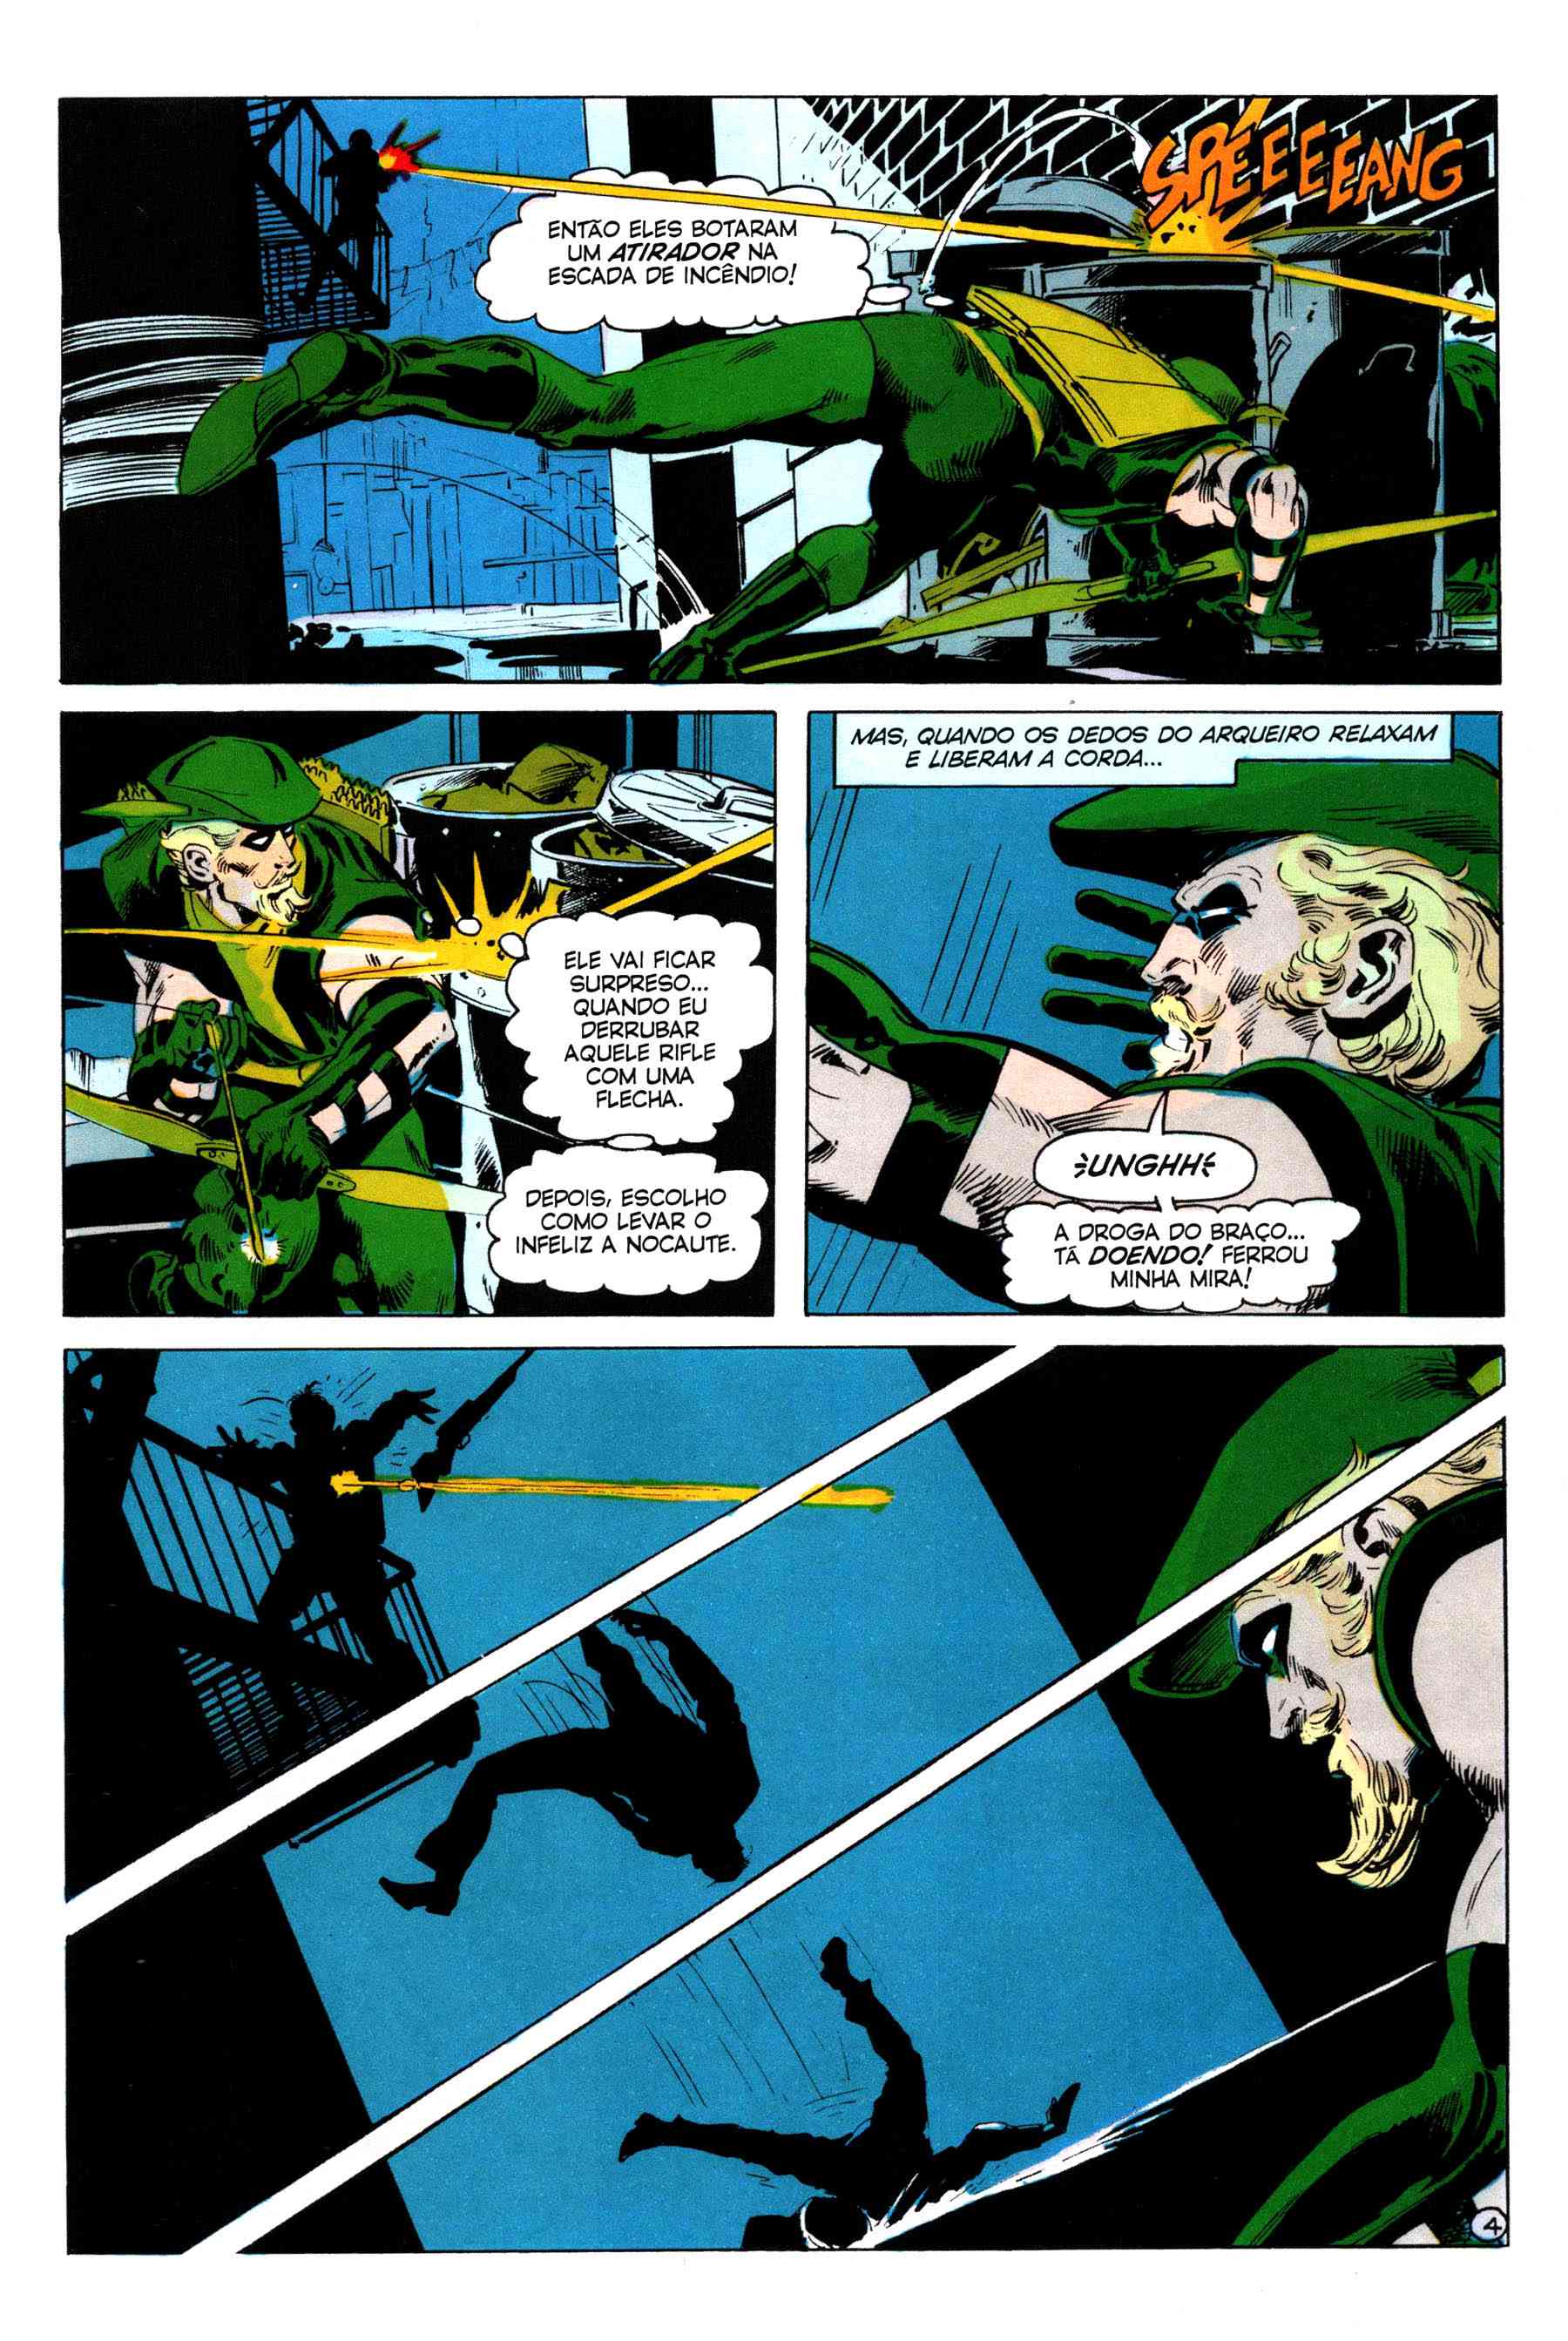 ENTÃO ELES BOTARAM
UM ATIRADOR NA
ESCADA DE INCÊNDIO!
SPÉEEEEANG
ELE VAI FICAR
SURPRESO...
QUANDO EU
DERRUBAR
AQUELE RIFLE
COM UMA
FLECHA.
DEPOIS, ESCOLHO
COMO LEVAR O
INFELIZ A NOCAUTE.
MAS, QUANDO OS DEDOS DO ARQUEIRO RELAXAM
E LIBERAM A CORDA...
UNGHH
A DROGA DO BRAÇO...
TÁ DOENDO! FERROU
MINHA MIRA!
4